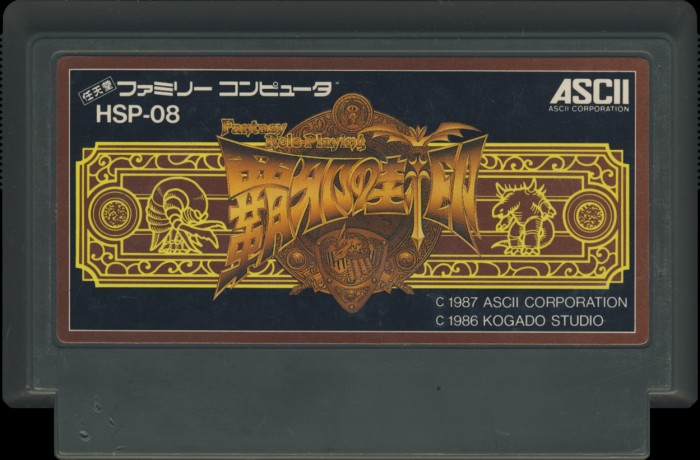 任天堂 ファミリー コンピュータ
HSP-08
ASCII
ASCII CORPORATION
Fantasy
Role-Playing
覇邪の封印
C 1987 ASCII CORPORATION
C 1986 KOGADO STUDIO